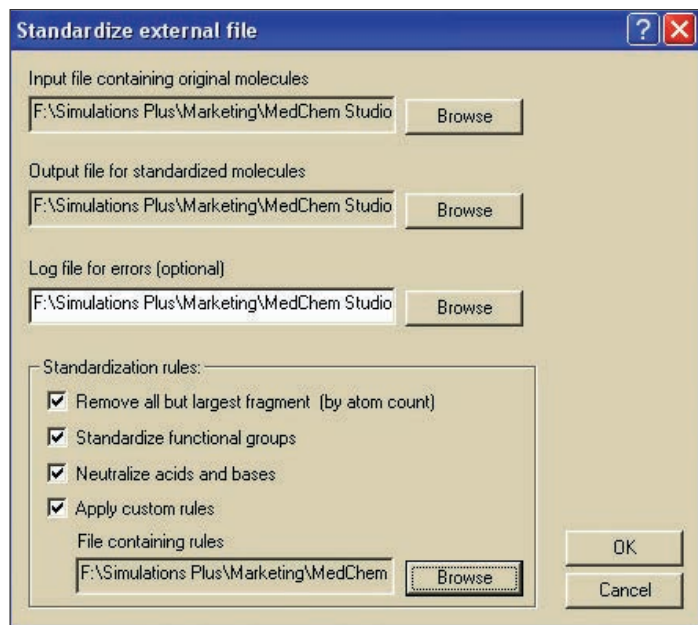 Standardize external file
Input file containing original molecules
F:\Simulations Plus\Marketing\MedChem Studio Browse
Output file for standardized molecules
F:\Simulations Plus\Marketing\MedChem Studio Browse
Log file for errors (optional)
F:\Simulations Plus\Marketing\MedChem Studio Browse
Standardization rules:
Remove all but largest fragment (by atom count)
Standardize functional groups
Neutralize acids and bases
Apply custom rules
File containing rules
F:\Simulations Plus\Marketing\MedChem Browse
OK
Cancel